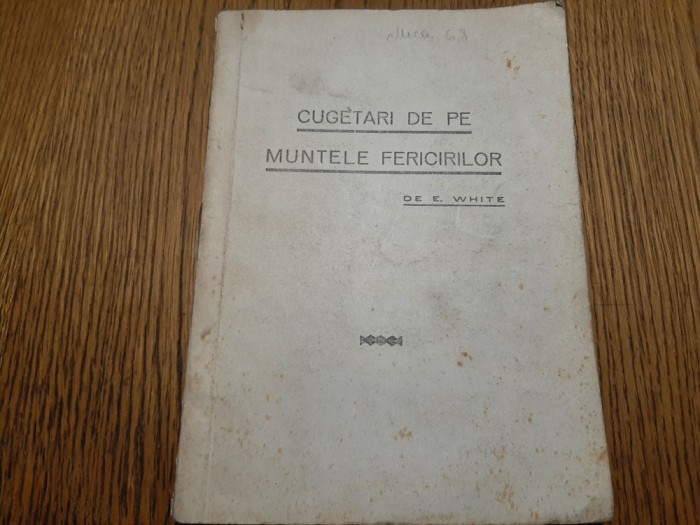 CUGETARI DE PE
MUNTELE FERICIRILOR
DE E. WHITE